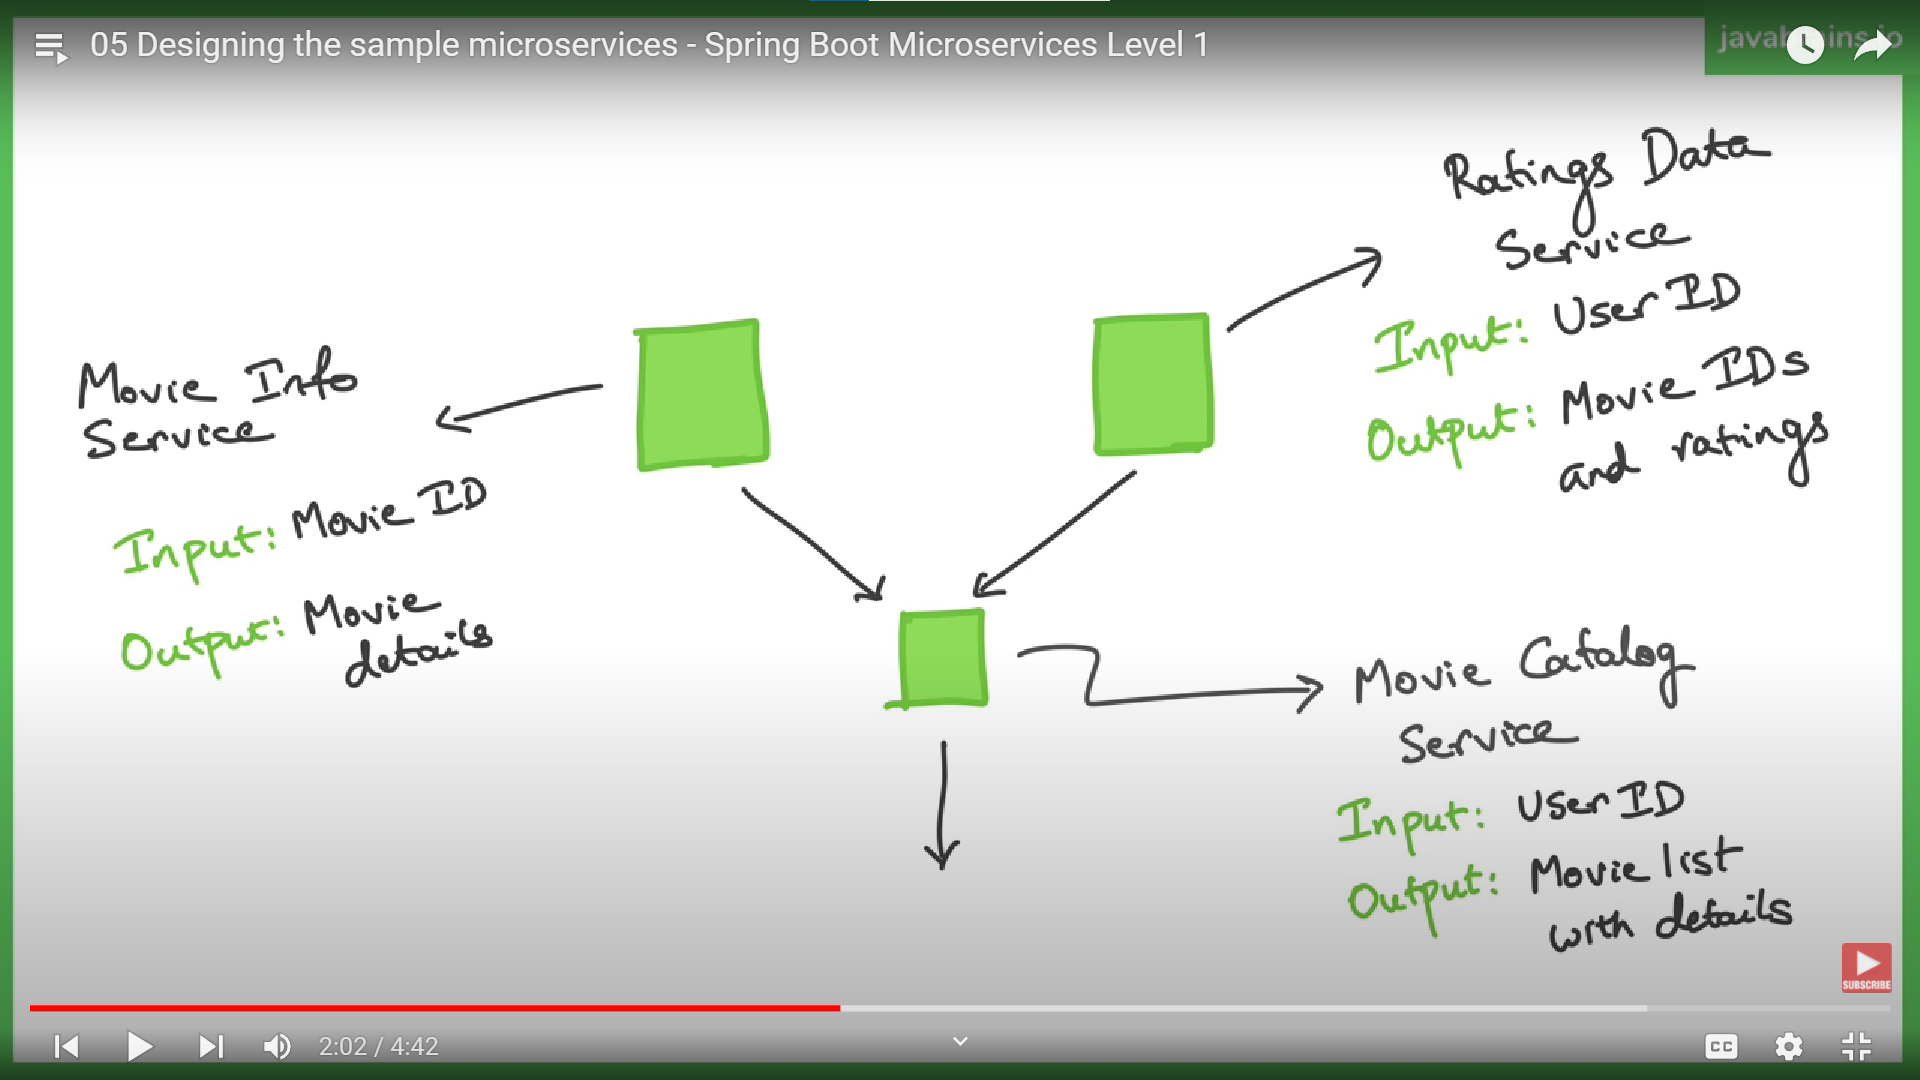 05 Designing the sample microservices - Spring Boot Microservices Level 1
Ratings Data
Service
Input: User ID
Output: Movie IDs
and ratings
Movie Info
Service
Input: Movie ID
Output: Movie
details
Movie Catalog
Service
Input: User ID
Output: Movie list
with details
SUBSCRIBE
2:02 / 4:42
CC